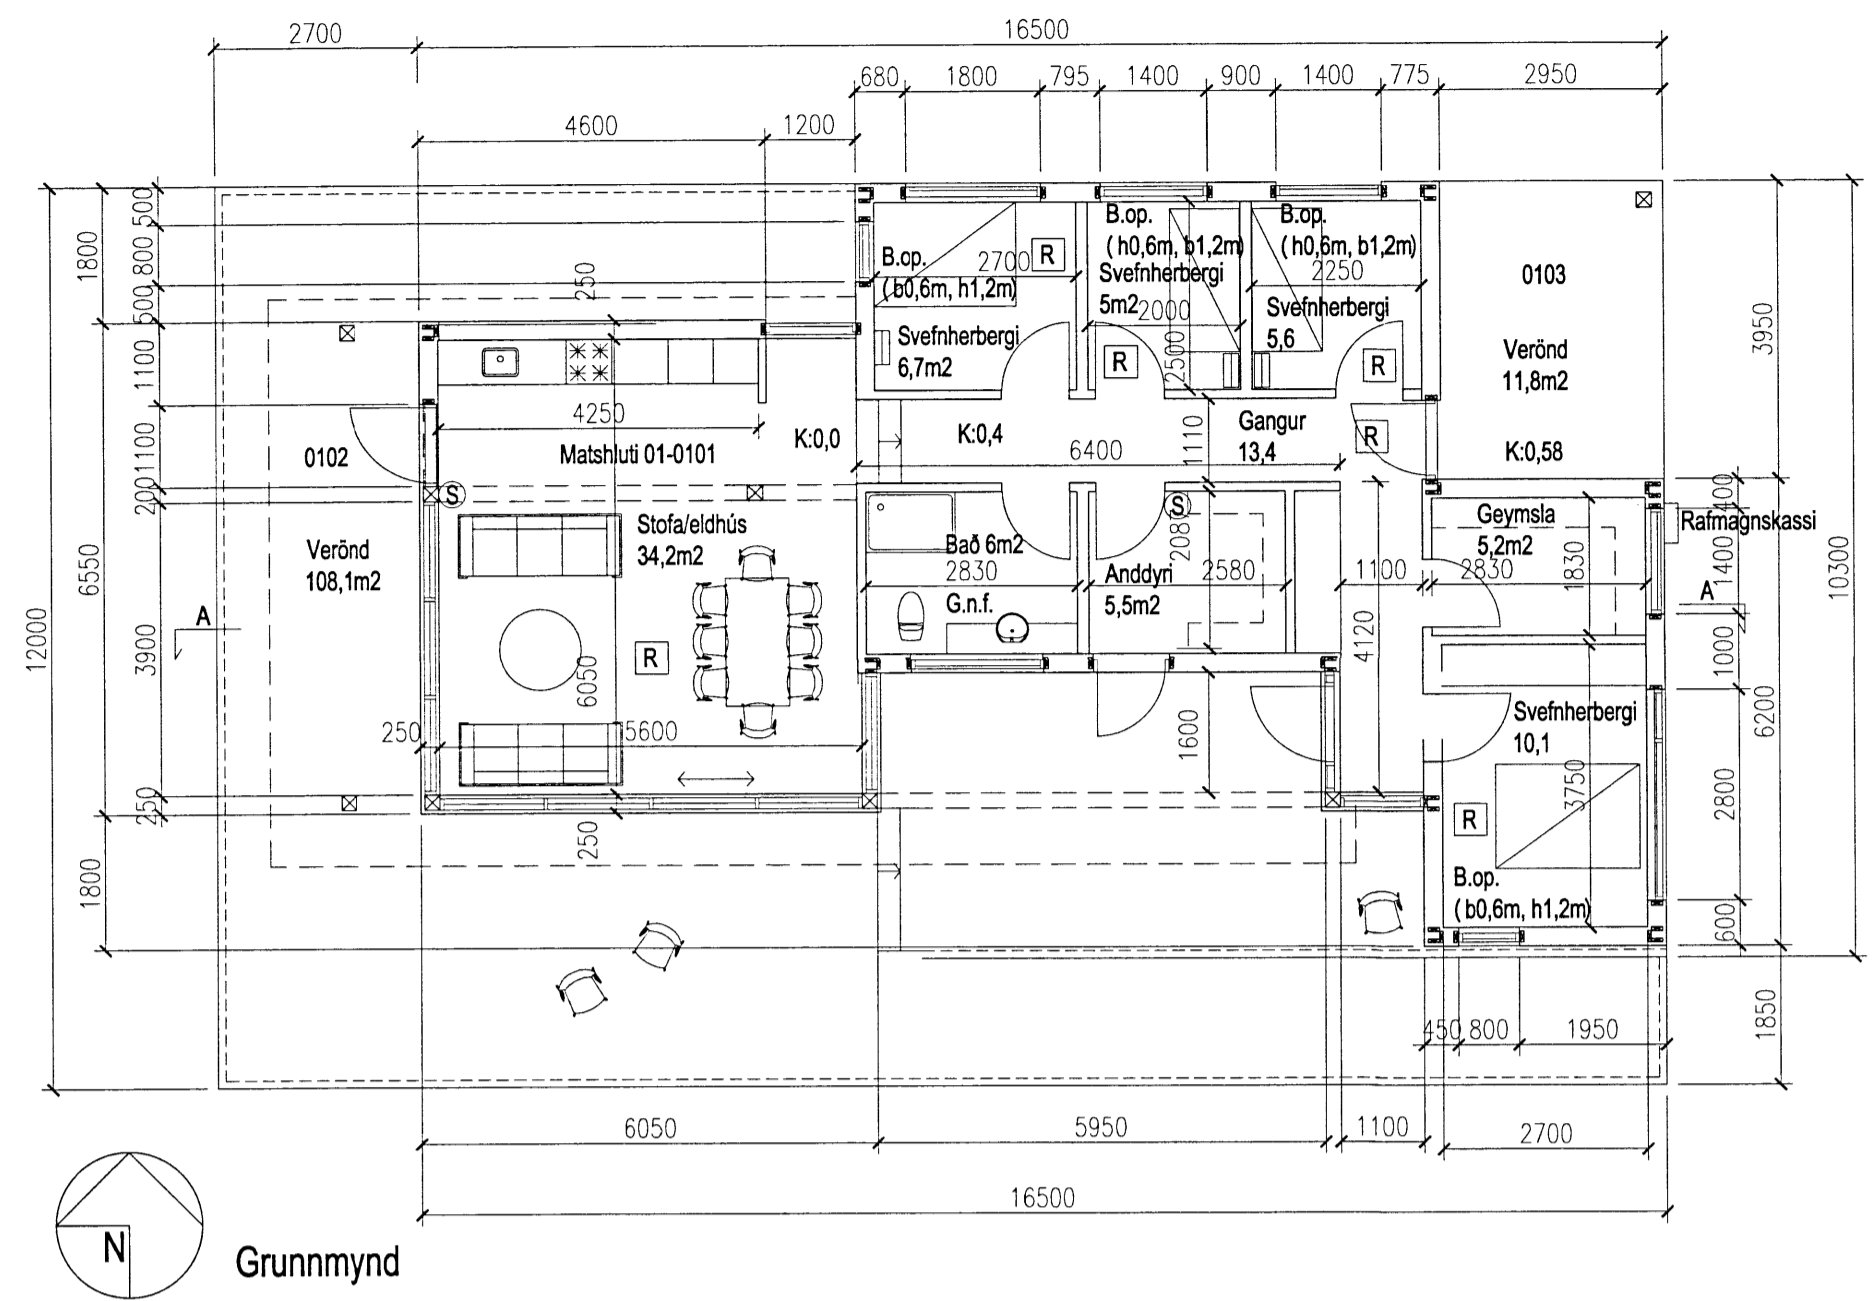 2700
16500
680 1800 795 1400 900 1400 775 2950
4600 1200
B.op.
( b0,6m, h1,2m)
2700
R
Svefnherbergi
6,7m2
B.op.
( h0,6m, b1,2m)
Svefnherbergi
5m2
2000
2500
R
B.op.
( h0,6m, b1,2m)
2250
Svefnherbergi
5,6
R
0103
Verönd
11,8m2
K:0,58
3950
12000
1800
6550
1800
500
800
500
1100
1100
200
3900
250
250
4250
Matshluti 01-0101
K:0,0
K:0,4
6400
1110
Gangur
13,4
R
0102
S
Verönd
108,1m2
A
Stofa/eldhús
34,2m2
R
6050
250
5600
250
Bað 6m2
2830
G.n.f.
S
2080
Anddyri
5,5m2
2580
1100
4120
1600
Geymsla
5,2m2
2830
1830
Rafmagnskassi
A
400
1400
1000
2800
600
6200
10300
1850
Svefnherbergi
10,1
3750
R
B.op.
( b0,6m, h1,2m)
450 800 1950
6050 5950 1100 2700
16500
N
Grunnmynd